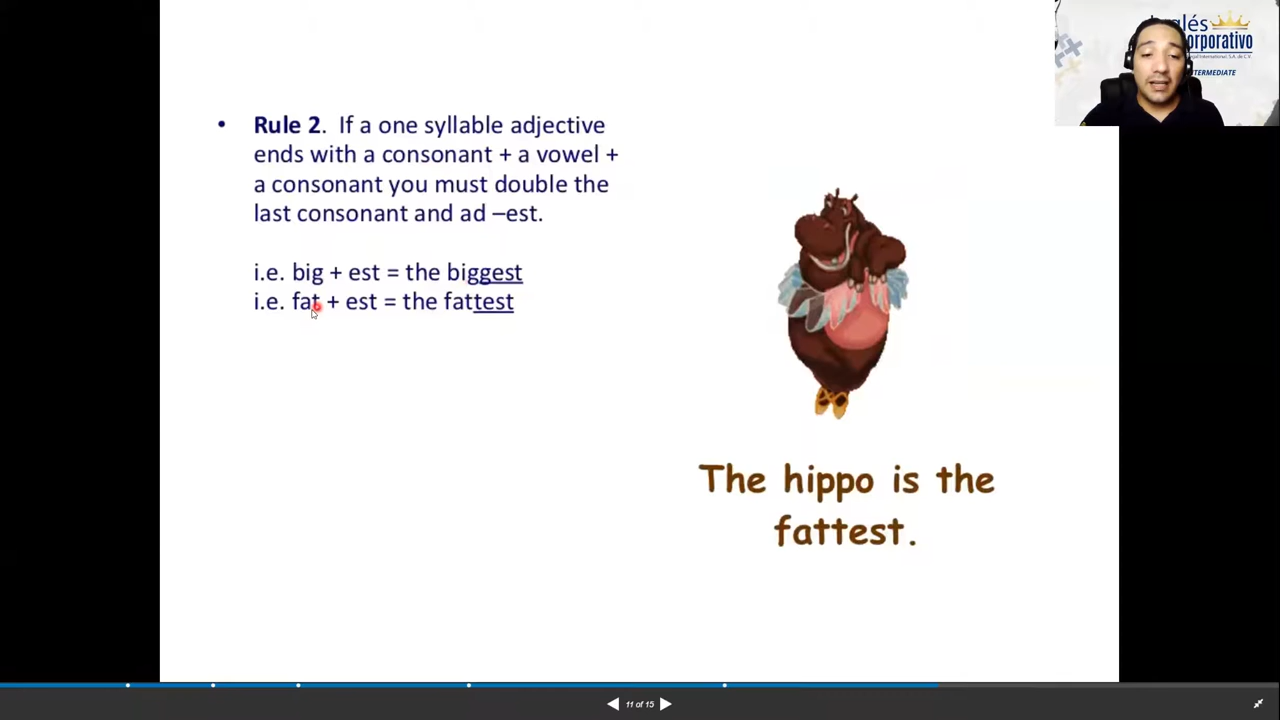 • Rule 2. If a one syllable adjective
ends with a consonant + a vowel +
a consonant you must double the
last consonant and ad –est.
i.e. big + est = the biggest
i.e. fat + est = the fattest
The hippo is the
fattest.
11 of 15